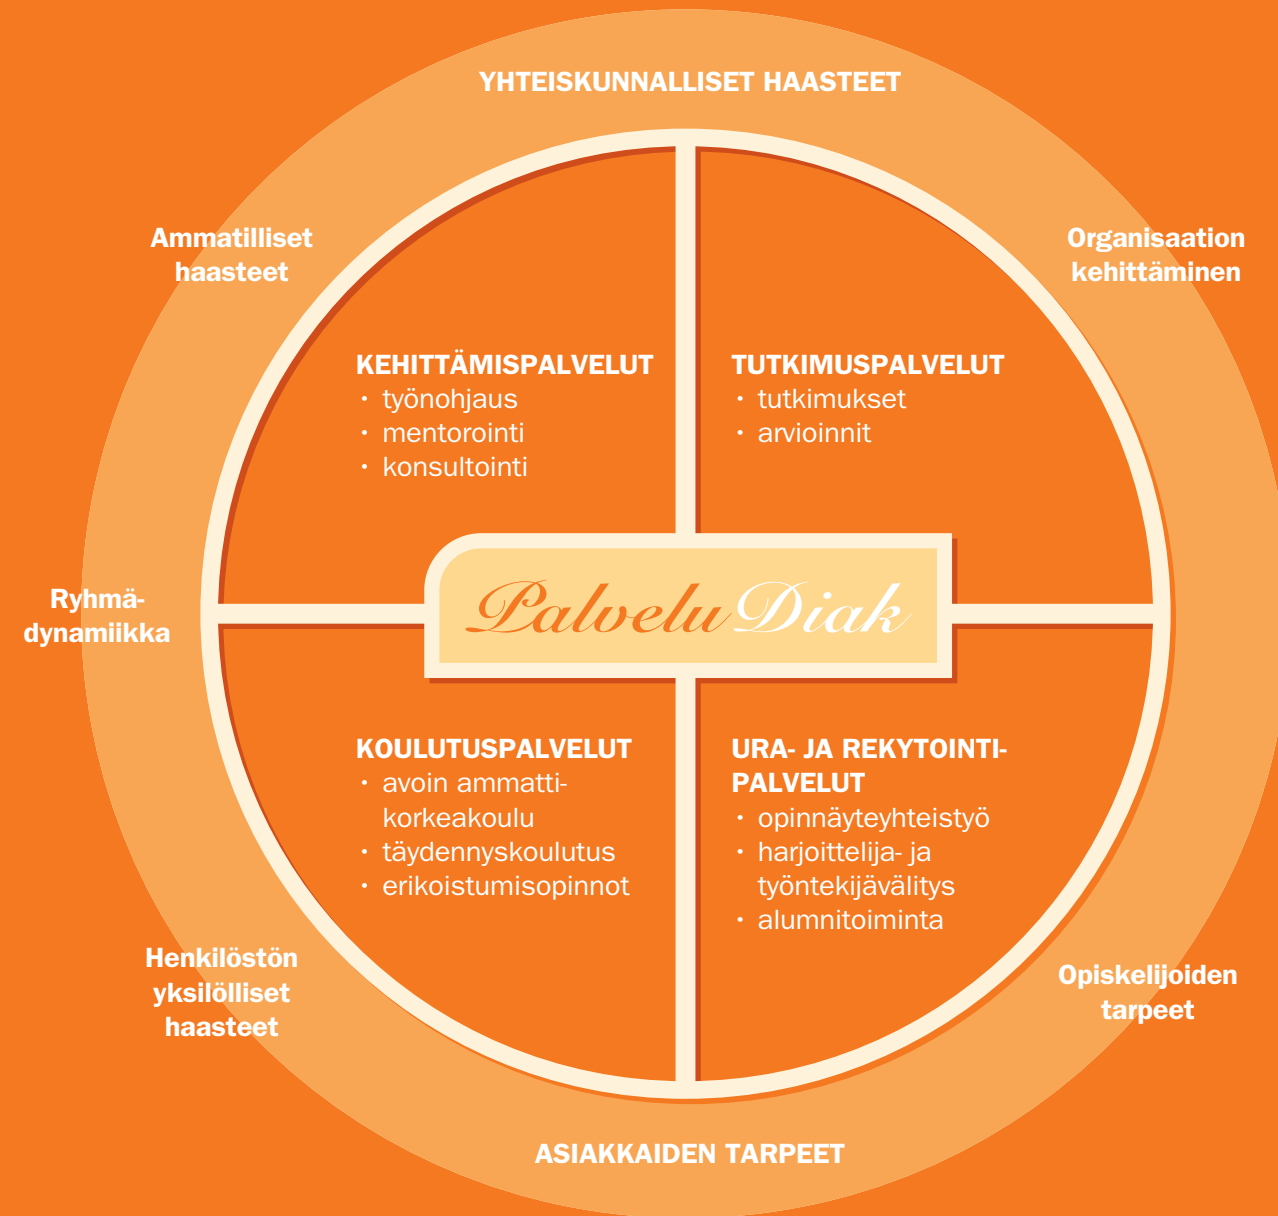 YHTEISKUNNALLISET HAASTEET
Ammatilliset
haasteet
Organisaation
kehittäminen
KEHITTÄMISPALVELUT
• työnohjaus
• mentorointi
• konsultointi
TUTKIMUSPALVELUT
• tutkimukset
• arvioinnit
Ryhmä-
dynamiikka
PalveluDiak
KOULUTUSPALVELUT
• avoin ammatti-
korkeakoulu
• täydennyskoulutus
• erikoistumisopinnot
URA- JA REKYTOINTI-
PALVELUT
• opinnäyteyhteistyö
• harjoittelija- ja
työntekijävälitys
• alumnitoiminta
Henkilöstön
yksilölliset
haasteet
Opiskelijoiden
tarpeet
ASIAKKAIDEN TARPEET